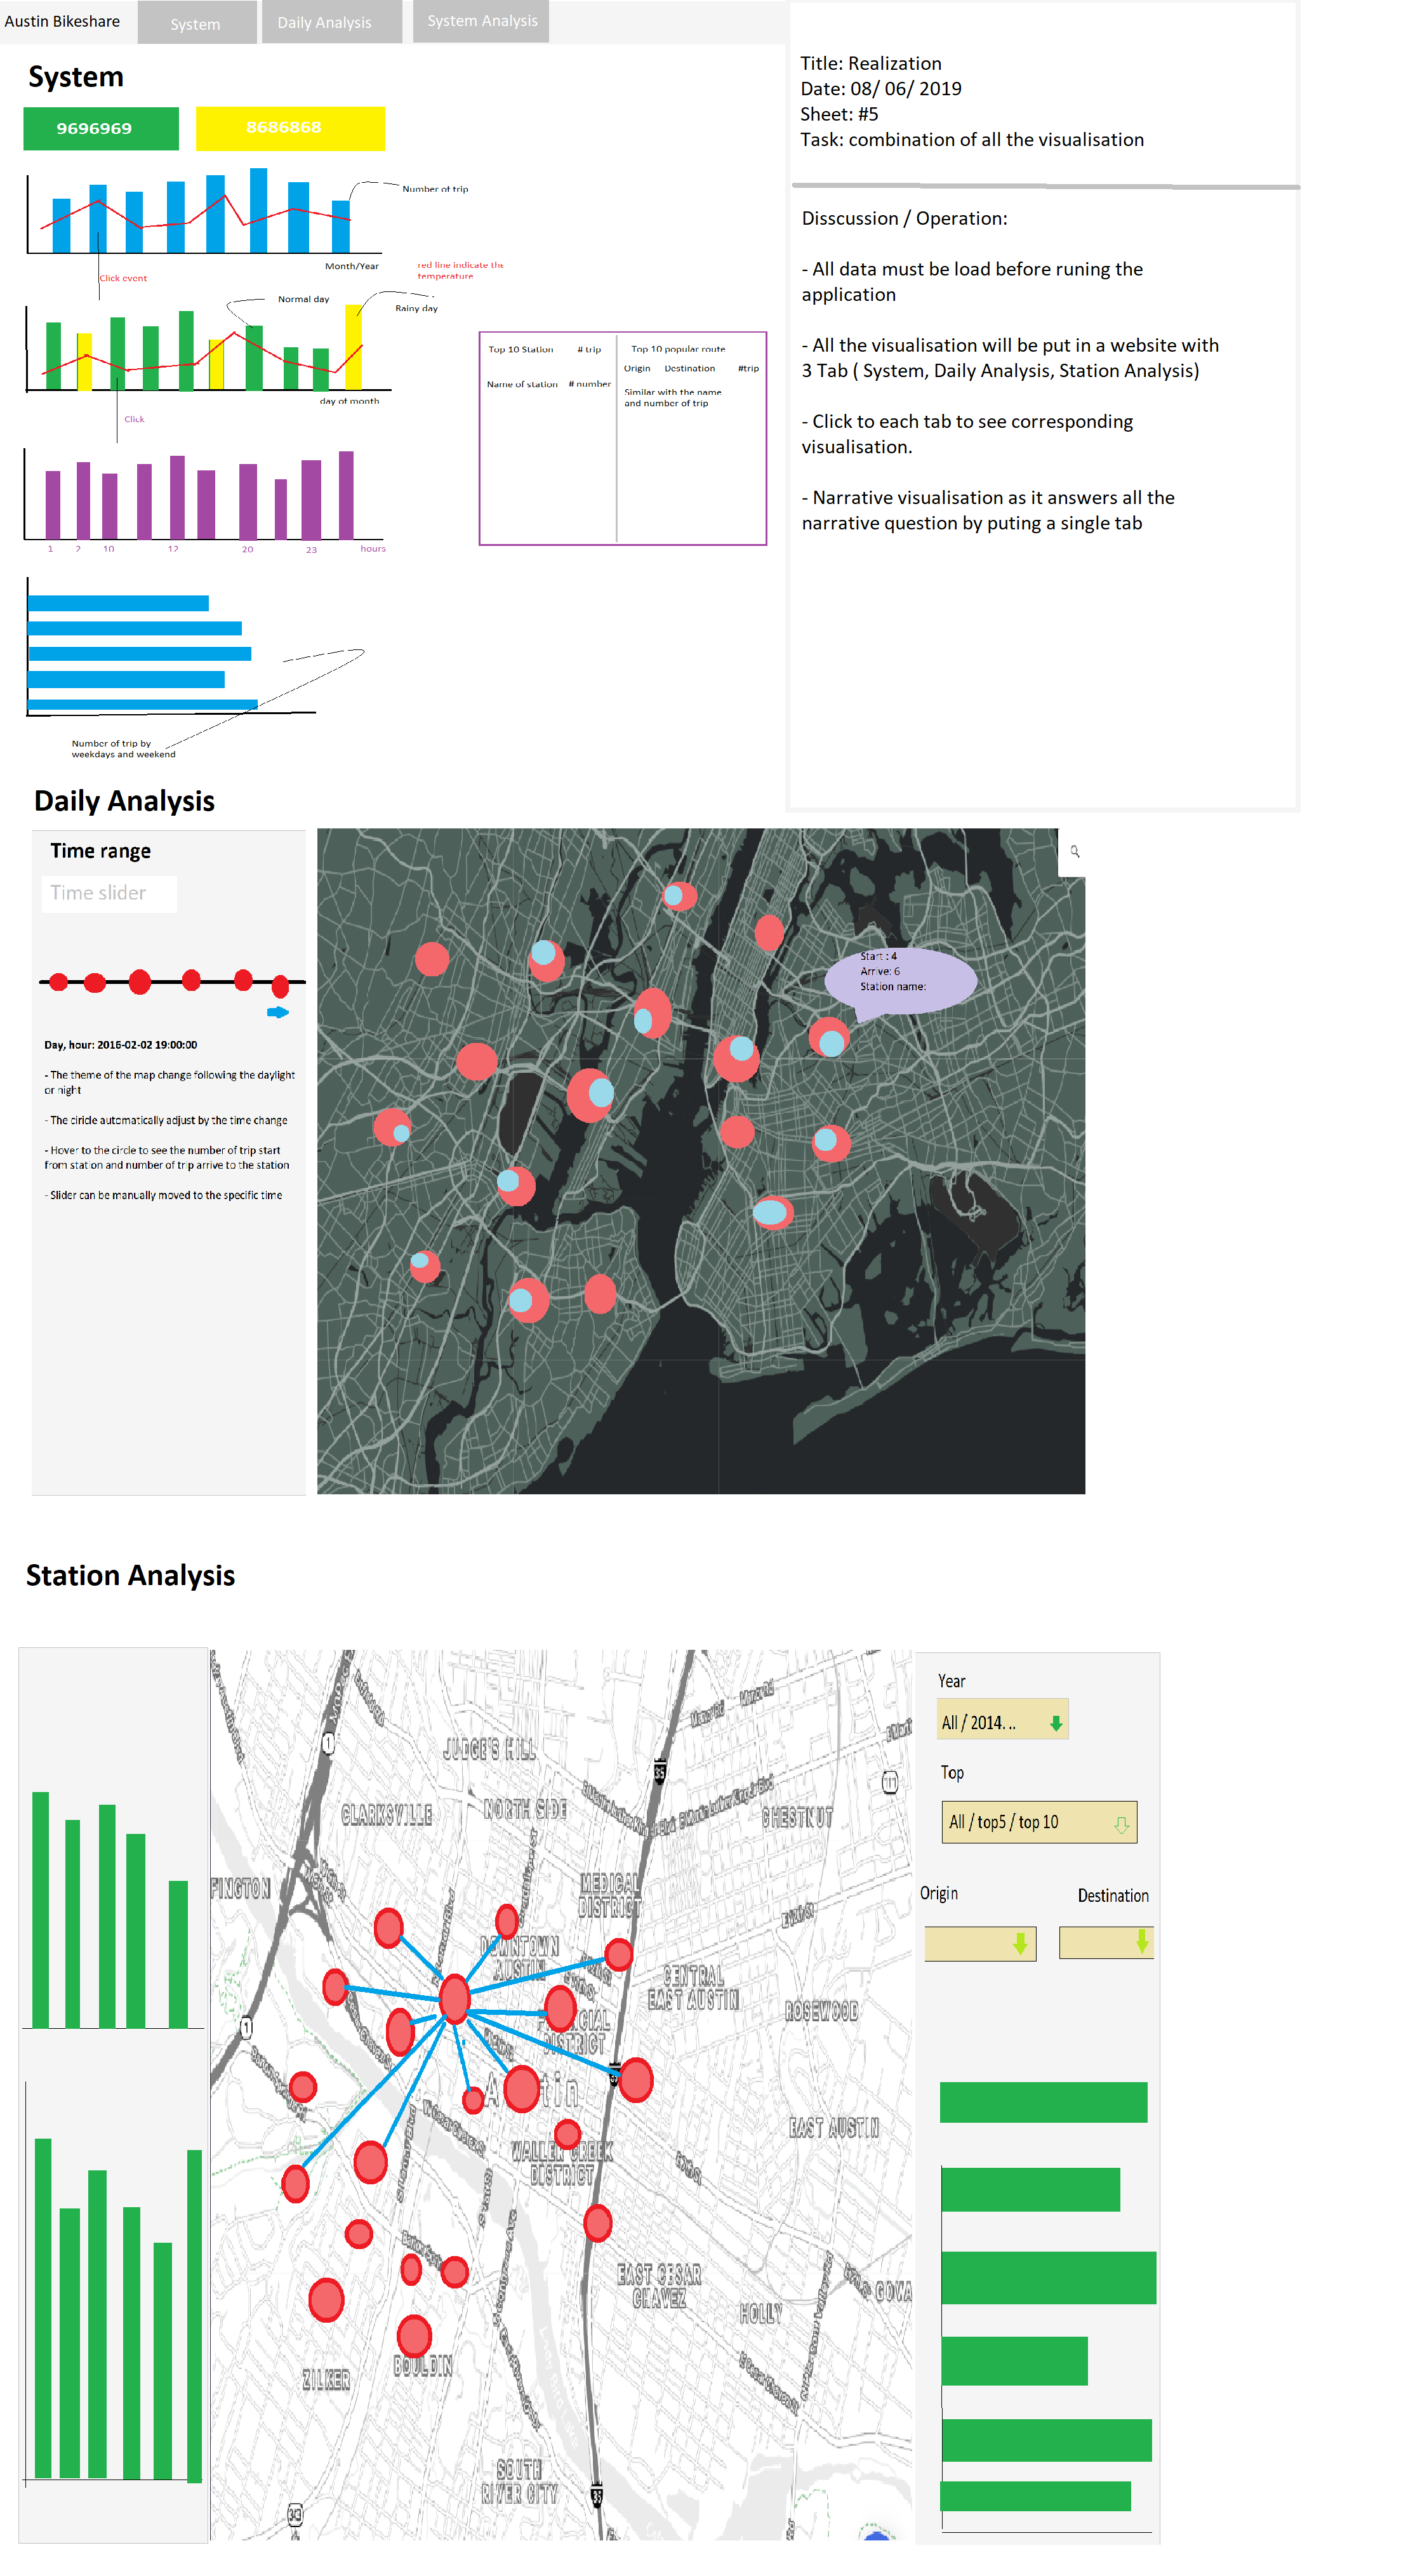 Austin Bikeshare
System
Daily Analysis
System Analysis
System
9696969
8686868
Number of trip
Month/Year
red line indicate the
temperature
Click event
Normal day
Rainy day
day of month
Click
1 2 10 12 20 23 hours
Top 10 Station # trip
Name of station # number
Top 10 popular route
Origin Destination #trip
Similar with the name
and number of trip
Number of trip by
weekdays and weekend
Title: Realization
Date: 08/ 06/ 2019
Sheet: #5
Task: combination of all the visualisation
Disscussion / Operation:
- All data must be load before runing the
application
- All the visualisation will be put in a website with
3 Tab ( System, Daily Analysis, Station Analysis)
- Click to each tab to see corresponding
visualisation.
- Narrative visualisation as it answers all the
narrative question by puting a single tab
Daily Analysis
Time range
Time slider
Day, hour: 2016-02-02 19:00:00
- The theme of the map change following the daylight
or night
- The ciricle automatically adjust by the time change
- Hover to the circle to see the number of trip start
from station and number of trip arrive to the station
- Slider can be manually moved to the specific time
Start : 4
Arrive: 6
Station name:
Station Analysis
1
35
JUDGE'S HILL
CLARKSVILLE
NORTH SIDE
CHESTNUT
MEDICAL
DISTRICT
DOWNTOWN
AUSTIN
CENTRAL
EAST AUSTIN
ROSEWOOD
DISTRICT
1
EAST AUSTIN
WALLER CREEK
DISTRICT
EAST CESAR
CHAVEZ
HOLLY
GOVA
ZILKER
BOULDIN
SOUTH
RIVER CITY
35
343
Year
All / 2014. ..
Top
All / top5 / top 10
Origin
Destination